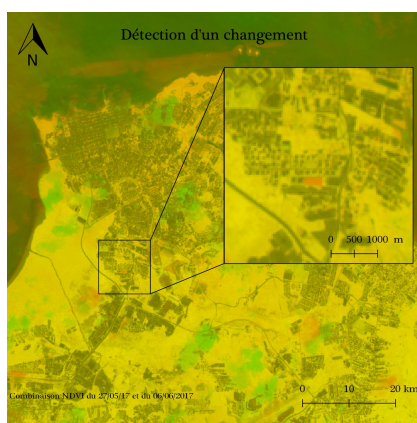 Détection d'un changement
N
0 500 1000 m
Combinaison NDVI du 27/05/17 et du 06/06/2017
0 10 20 km